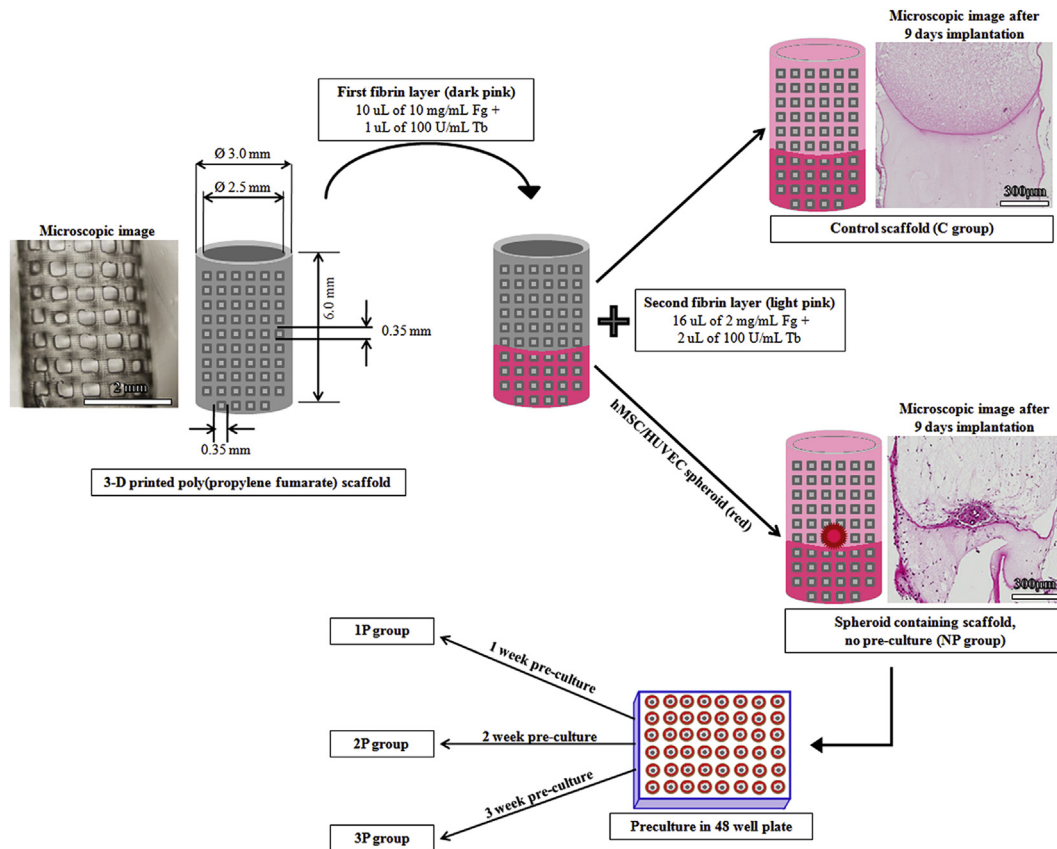 Microscopic image after
9 days implantation
300µm
Control scaffold (C group)
First fibrin layer (dark pink)
10 uL of 10 mg/mL Fg +
1 uL of 100 U/mL Tb
Ø 3.0 mm
Ø 2.5 mm
Microscopic image
2 mm
6.0 mm
0.35 mm
0.35 mm
3-D printed poly(propylene fumarate) scaffold
Second fibrin layer (light pink)
16 uL of 2 mg/mL Fg +
2 uL of 100 U/mL Tb
hMSC/HUVEC spheroid (red)
Microscopic image after
9 days implantation
300µm
Spheroid containing scaffold,
no pre-culture (NP group)
1P group
1 week pre-culture
2P group
2 week pre-culture
3P group
3 week pre-culture
Preculture in 48 well plate